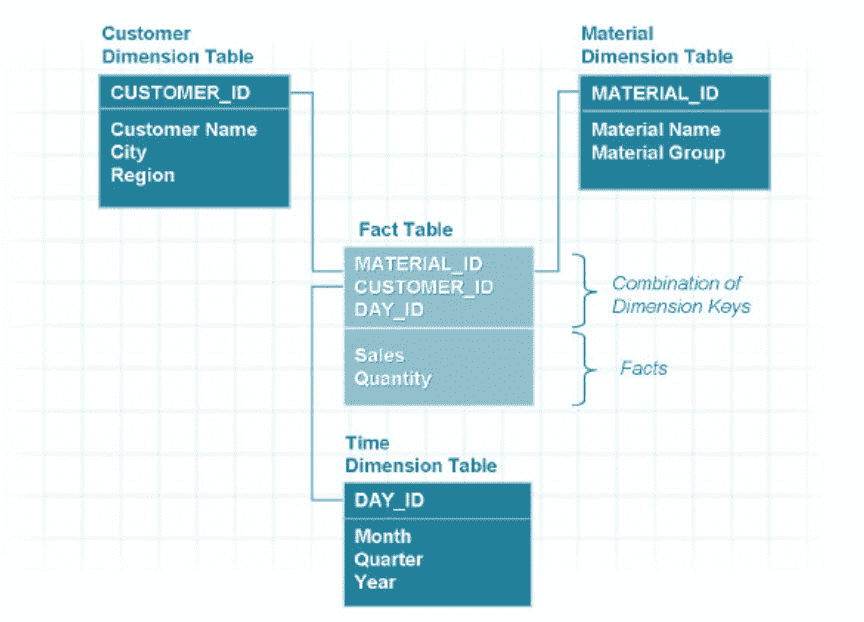 Customer
Dimension Table
CUSTOMER_ID
Customer Name
City
Region
Material
Dimension Table
MATERIAL_ID
Material Name
Material Group
Fact Table
MATERIAL_ID
CUSTOMER_ID
DAY_ID
Sales
Quantity
Combination of
Dimension Keys
Facts
Time
Dimension Table
DAY_ID
Month
Quarter
Year